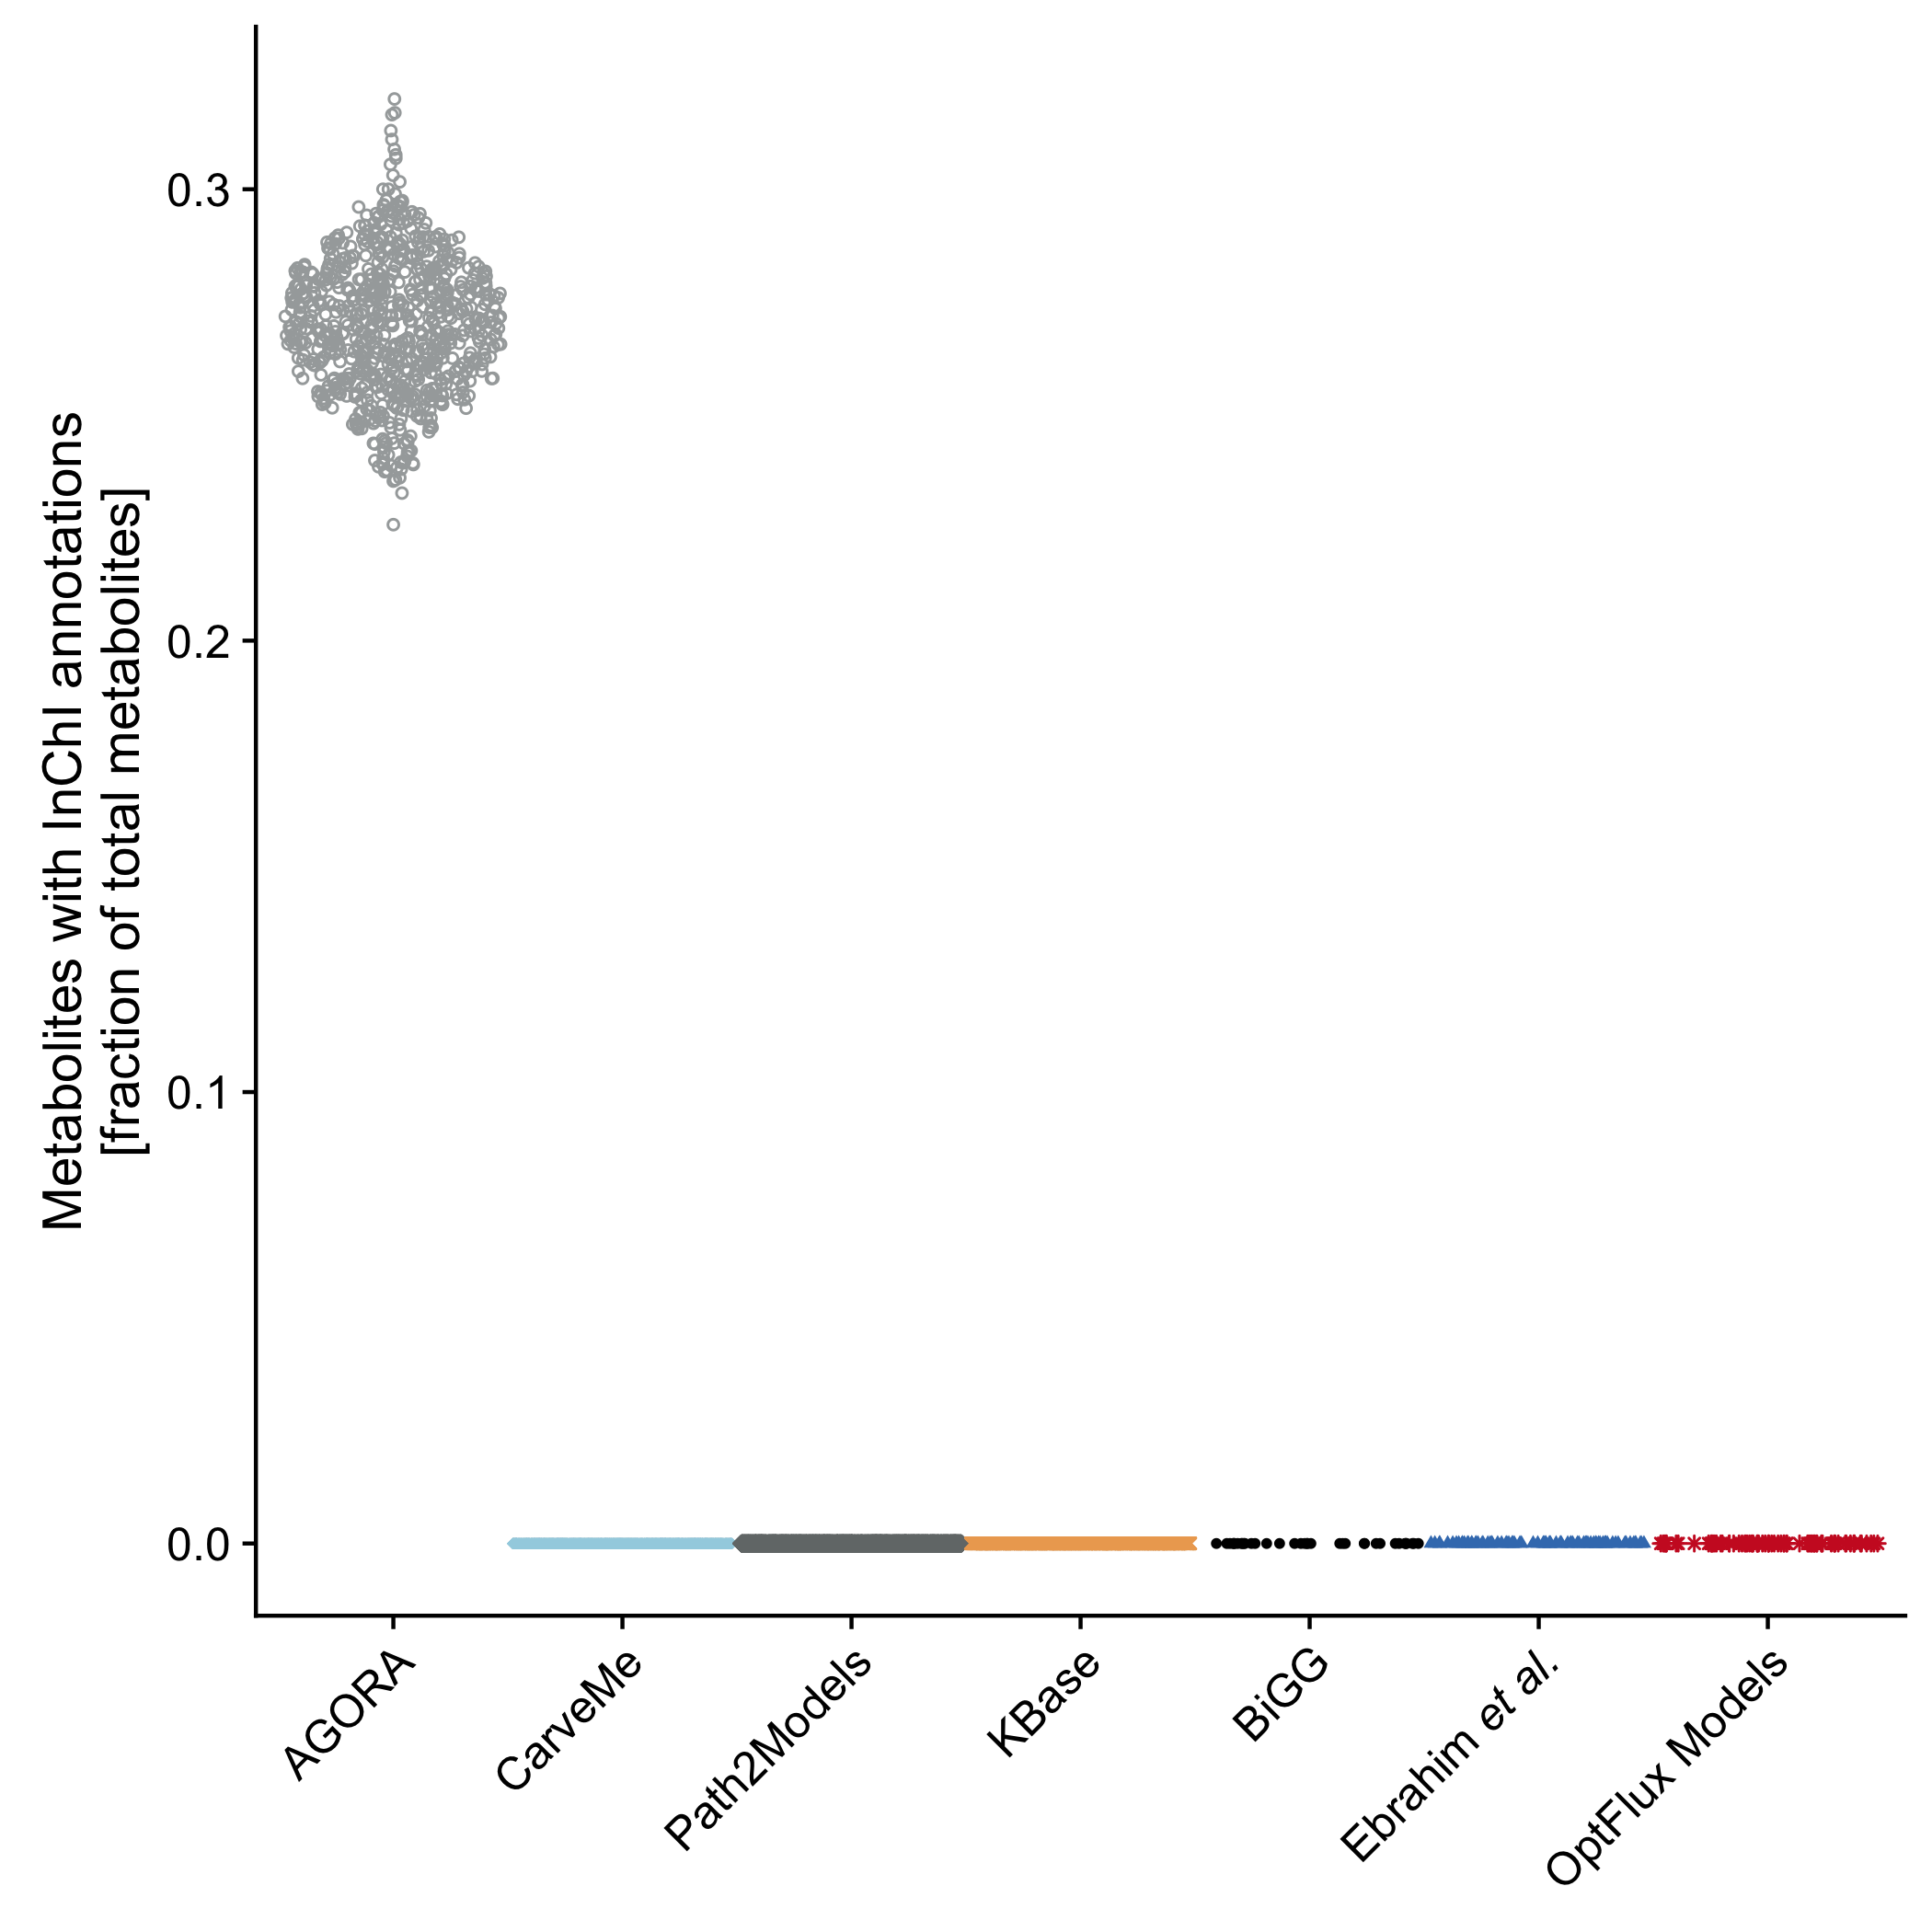 Metabolites with InChI annotations
[fraction of total metabolites]
0.3
0.2
0.1
0.0
AGORA
CarveMe
Path2Models
KBase
BiGG
Ebrahim et al.
OptFlux Models